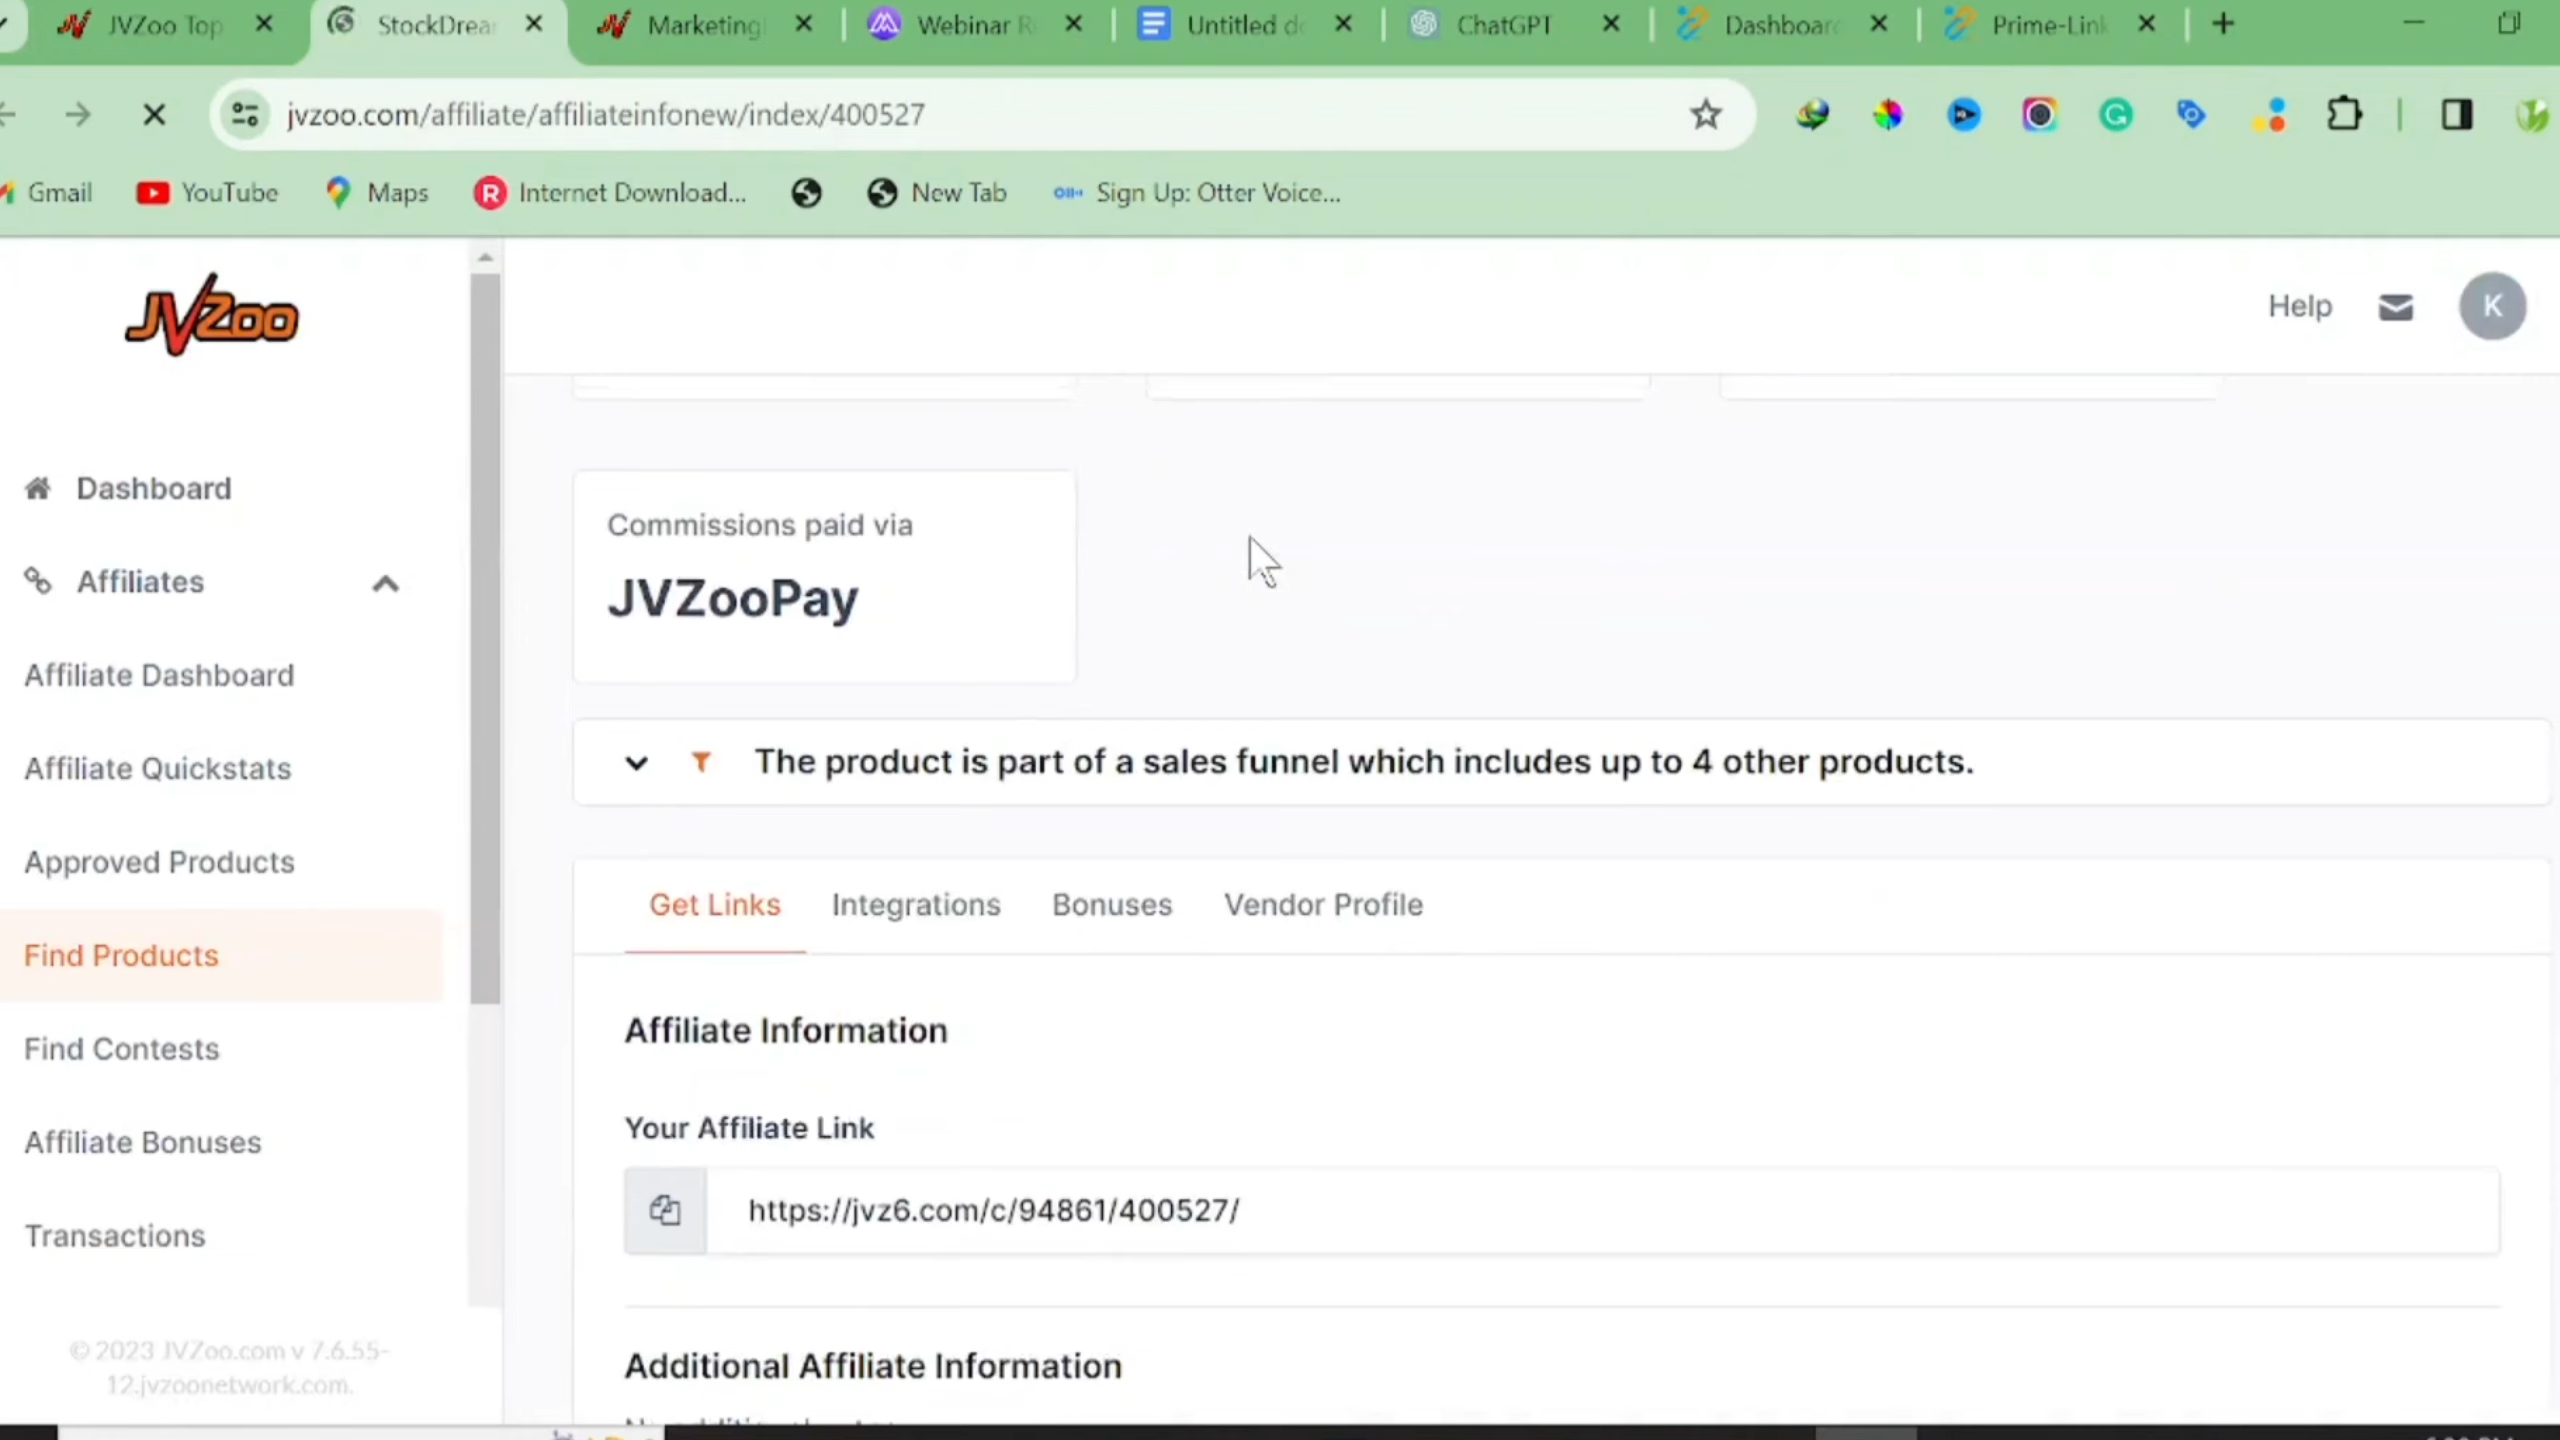 JVZoo Top
StockDrea
Marketing
Webinar R
Untitled d
ChatGPT
Dashboar
Prime-Link
jvzoo.com/affiliate/affiliateinfonew/index/400527
Gmail
YouTube
Maps
Internet Download...
New Tab
Sign Up: Otter Voice...
JVZoo
Help
K
Dashboard
Affiliates
Affiliate Dashboard
Affiliate Quickstats
Approved Products
Find Products
Find Contests
Affiliate Bonuses
Transactions
© 2023 JVZoo.com v 7.6.55-
12.jvzoonetwork.com.
Commissions paid via
JVZooPay
The product is part of a sales funnel which includes up to 4 other products.
Get Links
Integrations
Bonuses
Vendor Profile
Affiliate Information
Your Affiliate Link
https://jvz6.com/c/94861/400527/
Additional Affiliate Information